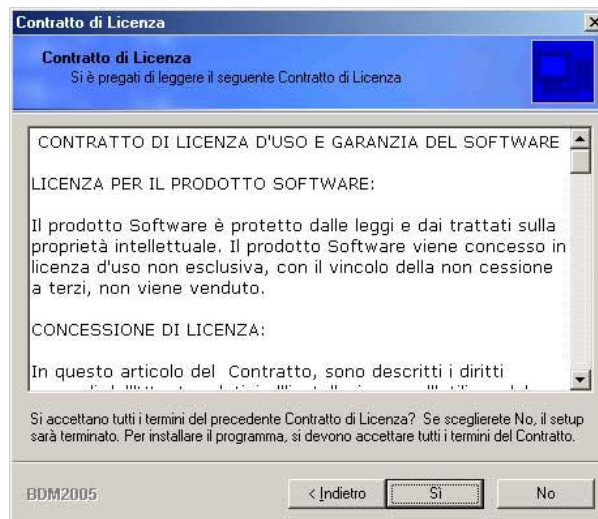 Contratto di Licenza
Contratto di Licenza
Si è pregati di leggere il seguente Contratto di Licenza
CONTRATTO DI LICENZA D'USO E GARANZIA DEL SOFTWARE
LICENZA PER IL PRODOTTO SOFTWARE:
Il prodotto Software è protetto dalle leggi e dai trattati sulla
proprietà intellettuale. Il prodotto Software viene concesso in
licenza d'uso non esclusiva, con il vincolo della non cessione
a terzi, non viene venduto.
CONCESSIONE DI LICENZA:
In questo articolo del Contratto, sono descritti i diritti
Si accettano tutti i termini del precedente Contratto di Licenza? Se sceglierete No, il setup
sarà terminato. Per installare il programma, si devono accettare tutti i termini del Contratto.
BDM2005
< Indietro
Sì
No